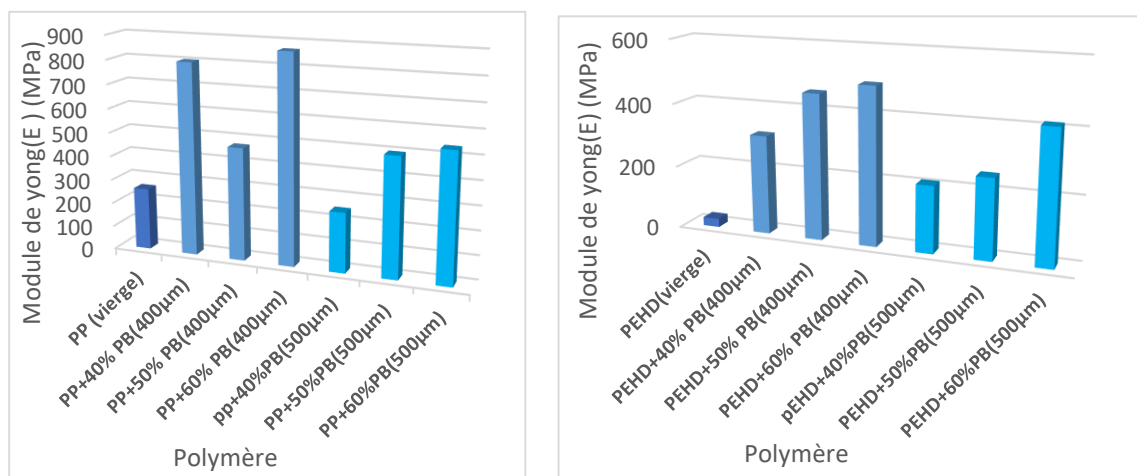 Module de yong(E ) (MPa)
900
800
700
600
500
400
300
200
100
0
PP (vierge)
PP+40% PB(400µm)
PP+50% PB(400µm)
PP+60% PB(400µm)
pp+40%PB(500µm)
PP+50%PB(500µm)
PP+60%PB(500µm)
Polymère
Module de yong(E) (MPa)
600
400
200
0
PEHD(vierge)
PEHD+40% PB(400µm)
PEHD+50% PB(400µm)
PEHD+60% PB(400µm)
pEHD+40%PB(500µm)
PEHD+50%PB(500µm)
PEHD+60%PB(500µm)
Polymère